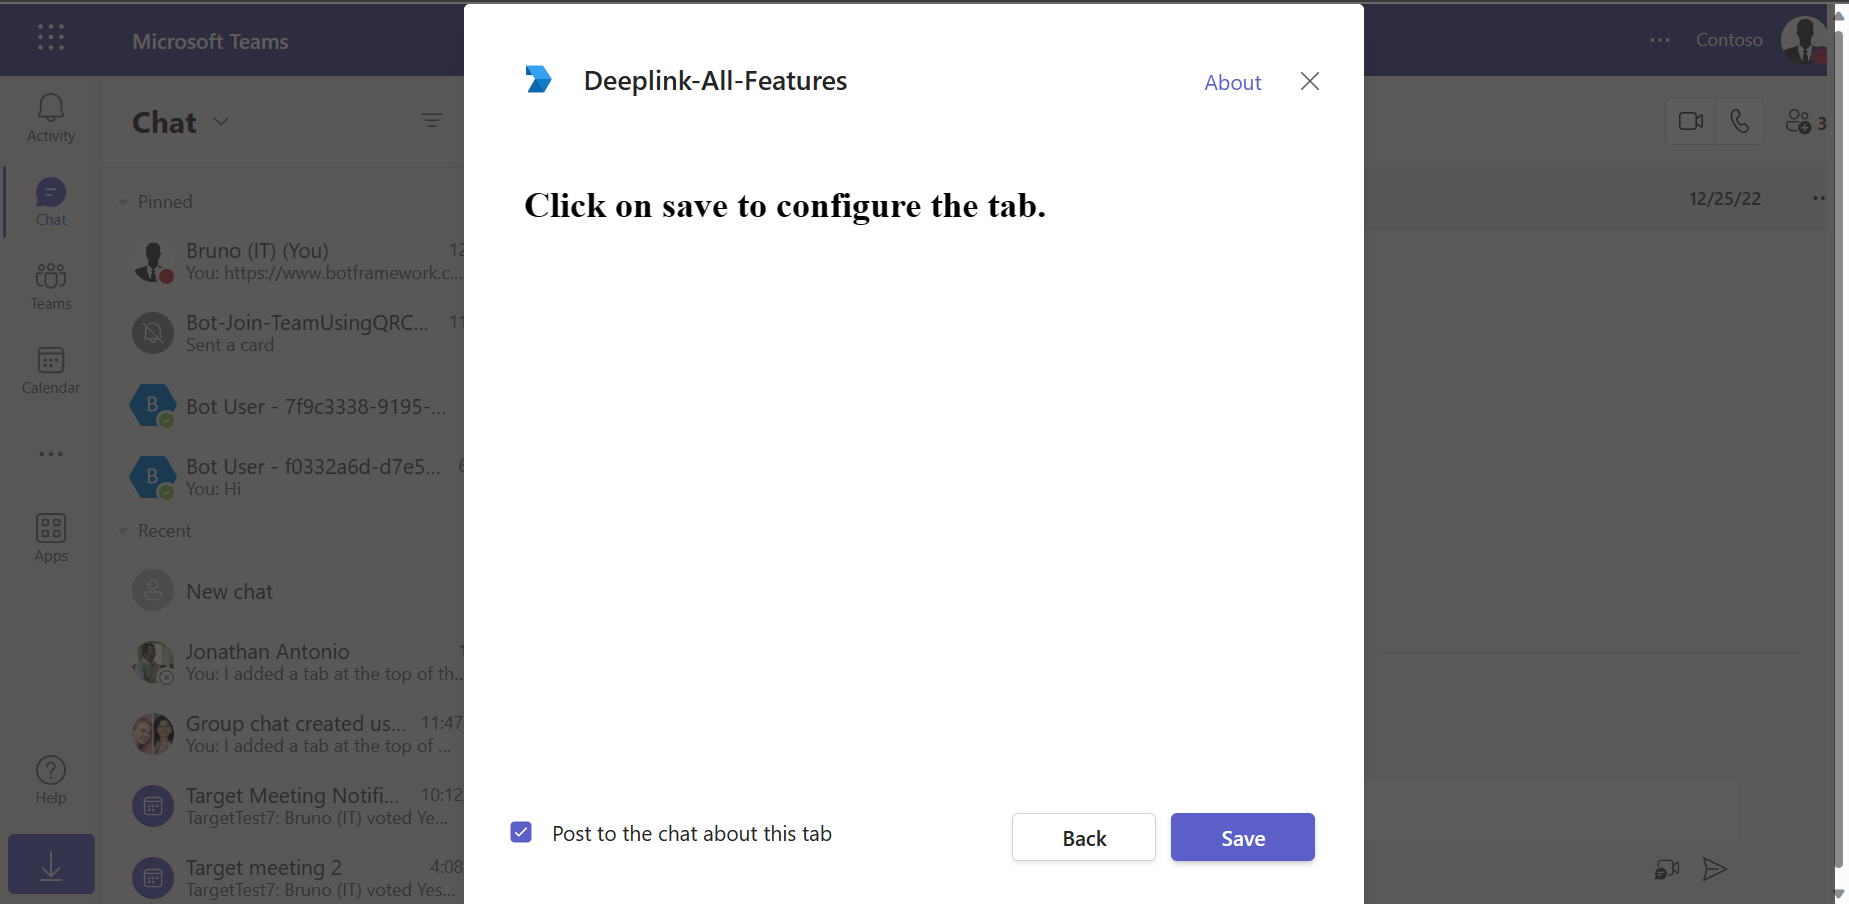 Microsoft Teams
Contoso
Deeplink-All-Features
About
Activity
Chat
Teams
Calendar
Apps
Help
Chat
3
12/25/22
Pinned
Bruno (IT) (You)
You: https://www.botframework.c...
Bot-Join-TeamUsingQRC...
Sent a card
B
Bot User - 7f9c3338-9195-...
B
Bot User - f0332a6d-d7e5...
You: Hi
Recent
New chat
Jonathan Antonio
You: I added a tab at the top of th...
Group chat created us... 11:47
You: I added a tab at the top of ...
Target Meeting Notifi... 10:12
TargetTest7: Bruno (IT) voted Ye...
Target meeting 2 4:08
TargetTest7: Bruno (IT) voted Yes...
Click on save to configure the tab.
Post to the chat about this tab
Back
Save